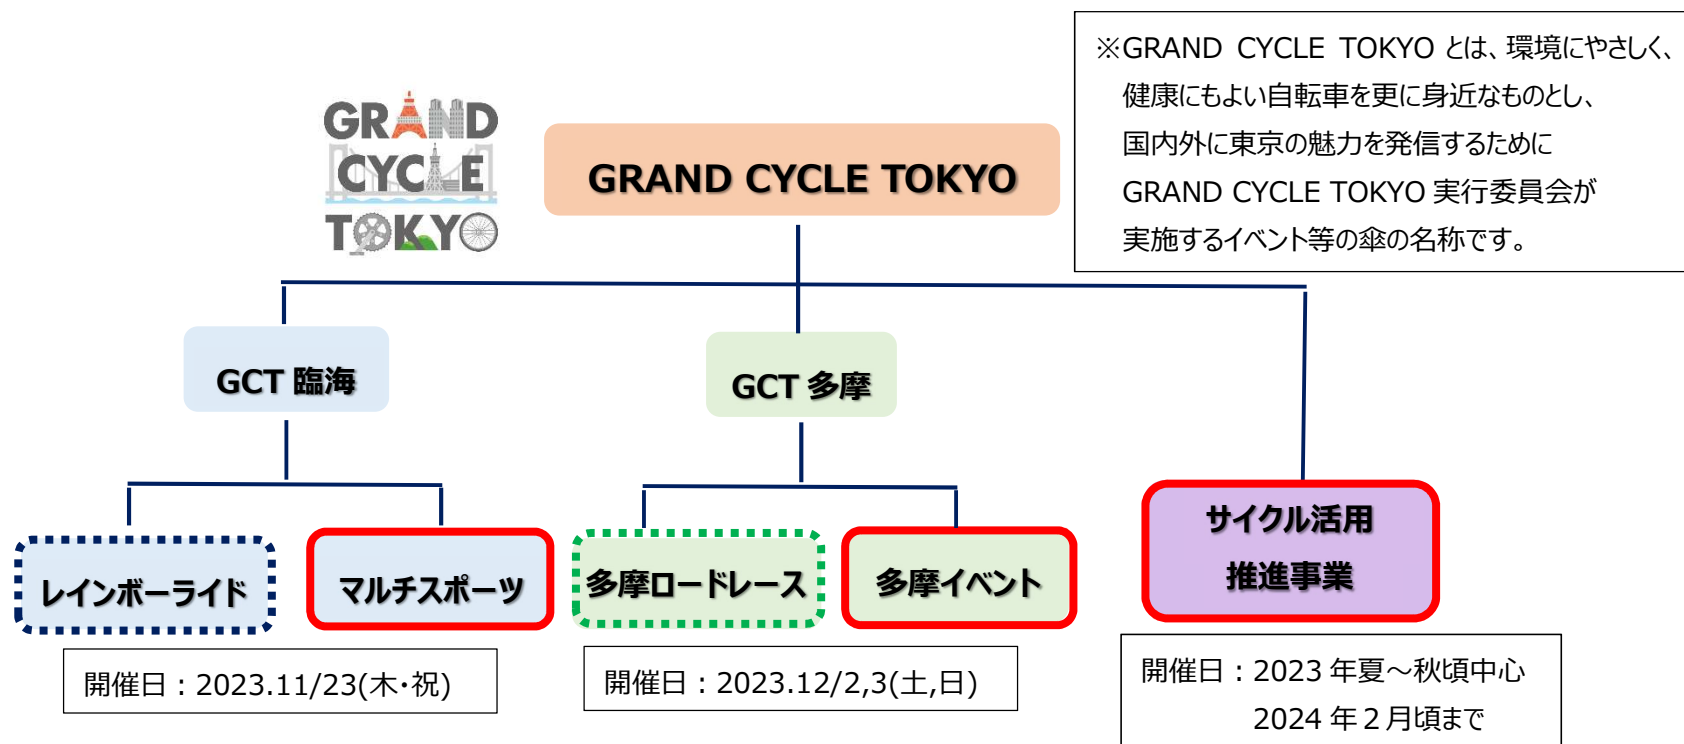 ※GRAND CYCLE TOKYO とは、環境にやさしく、
健康にもよい自転車を更に身近なものとし、
国内外に東京の魅力を発信するために
GRAND CYCLE TOKYO 実行委員会が
実施するイベント等の傘の名称です。
GRAND
CYCLE
TOKYO
GRAND CYCLE TOKYO
GCT 臨海
GCT 多摩
レインボーライド
マルチスポーツ
多摩ロードレース
多摩イベント
サイクル活用
推進事業
開催日：2023.11/23(木・祝)
開催日：2023.12/2,3(土,日)
開催日：2023 年夏～秋頃中心
2024 年２月頃まで